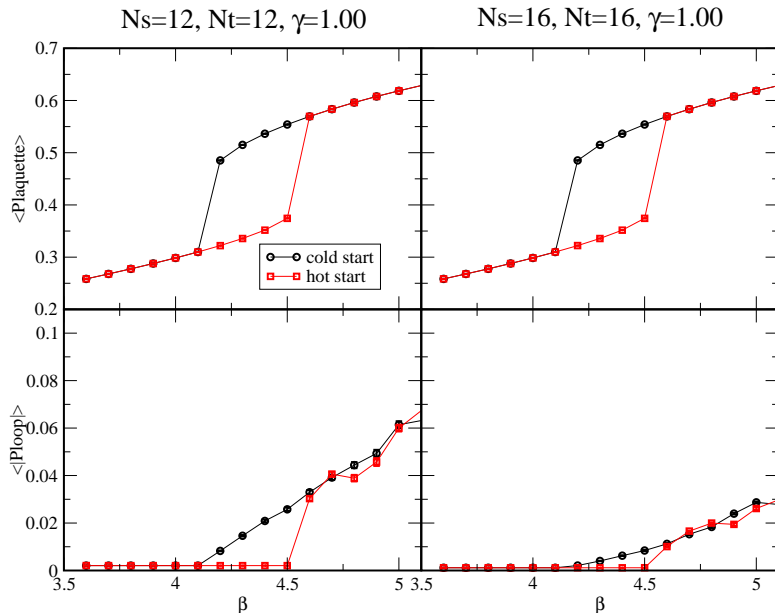 Ns=12, Nt=12, γ=1.00
Ns=16, Nt=16, γ=1.00
0.7
0.6
0.5
0.4
0.3
0.2
<Plaquette>
cold start
hot start
0.1
0.08
0.06
0.04
0.02
0
<|Ploop|>
3.5
4
4.5
5
3.5
4
4.5
5
β
β